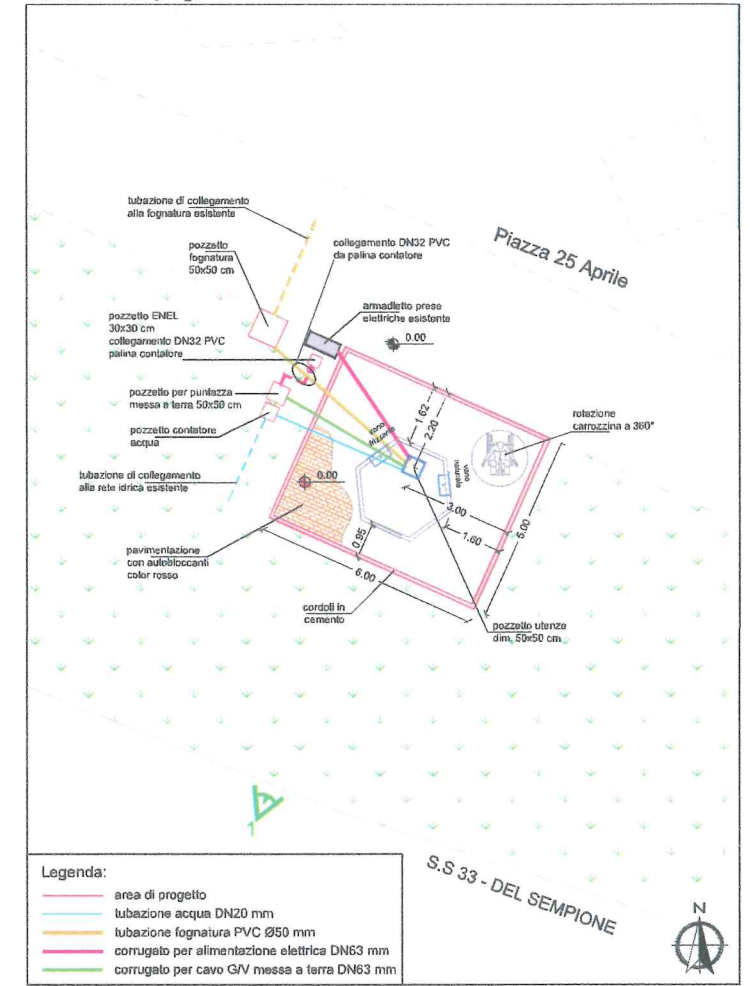 tubazione di collegamento
alla fognatura esistente
Piazza 25 Aprile
pozzetto
fognatura
50x50 cm
collegamento DN32 PVC
da palina contatore
armadietto prese
elettriche esistente
pozzetto ENEL
30x30 cm
collegamento DN32 PVC
palina contatore
0.00
pozzetto per puntazza
messa a terra 50x50 cm
1.62
2.20
rotazione
carrozzina a 360°
pozzetto contatore
acqua
vano
frizzante
vano
naturale
tubazione di collegamento
alla rete idrica esistente
0.00
3.00
1.60
5.00
0.95
6.00
pavimentazione
con autobloccanti
color rosso
cordoli in
cemento
pozzetto utenze
dim. 50x50 cm
1
S.S 33 - DEL SEMPIONE
N
Legenda:
area di progetto
tubazione acqua DN20 mm
tubazione fognatura PVC Ø50 mm
corrugato per alimentazione elettrica DN63 mm
corrugato per cavo G/V messa a terra DN63 mm